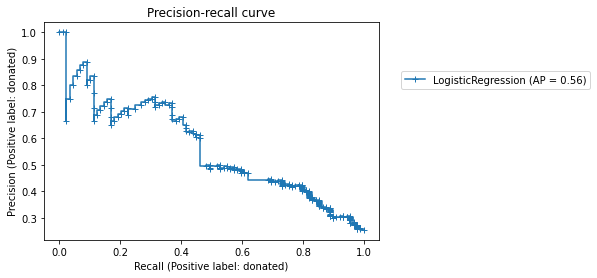 Precision-recall curve
1.0
0.9
0.8
0.7
0.6
0.5
0.4
0.3
Precision (Positive label: donated)
0.0 0.2 0.4 0.6 0.8 1.0
Recall (Positive label: donated)
LogisticRegression (AP = 0.56)